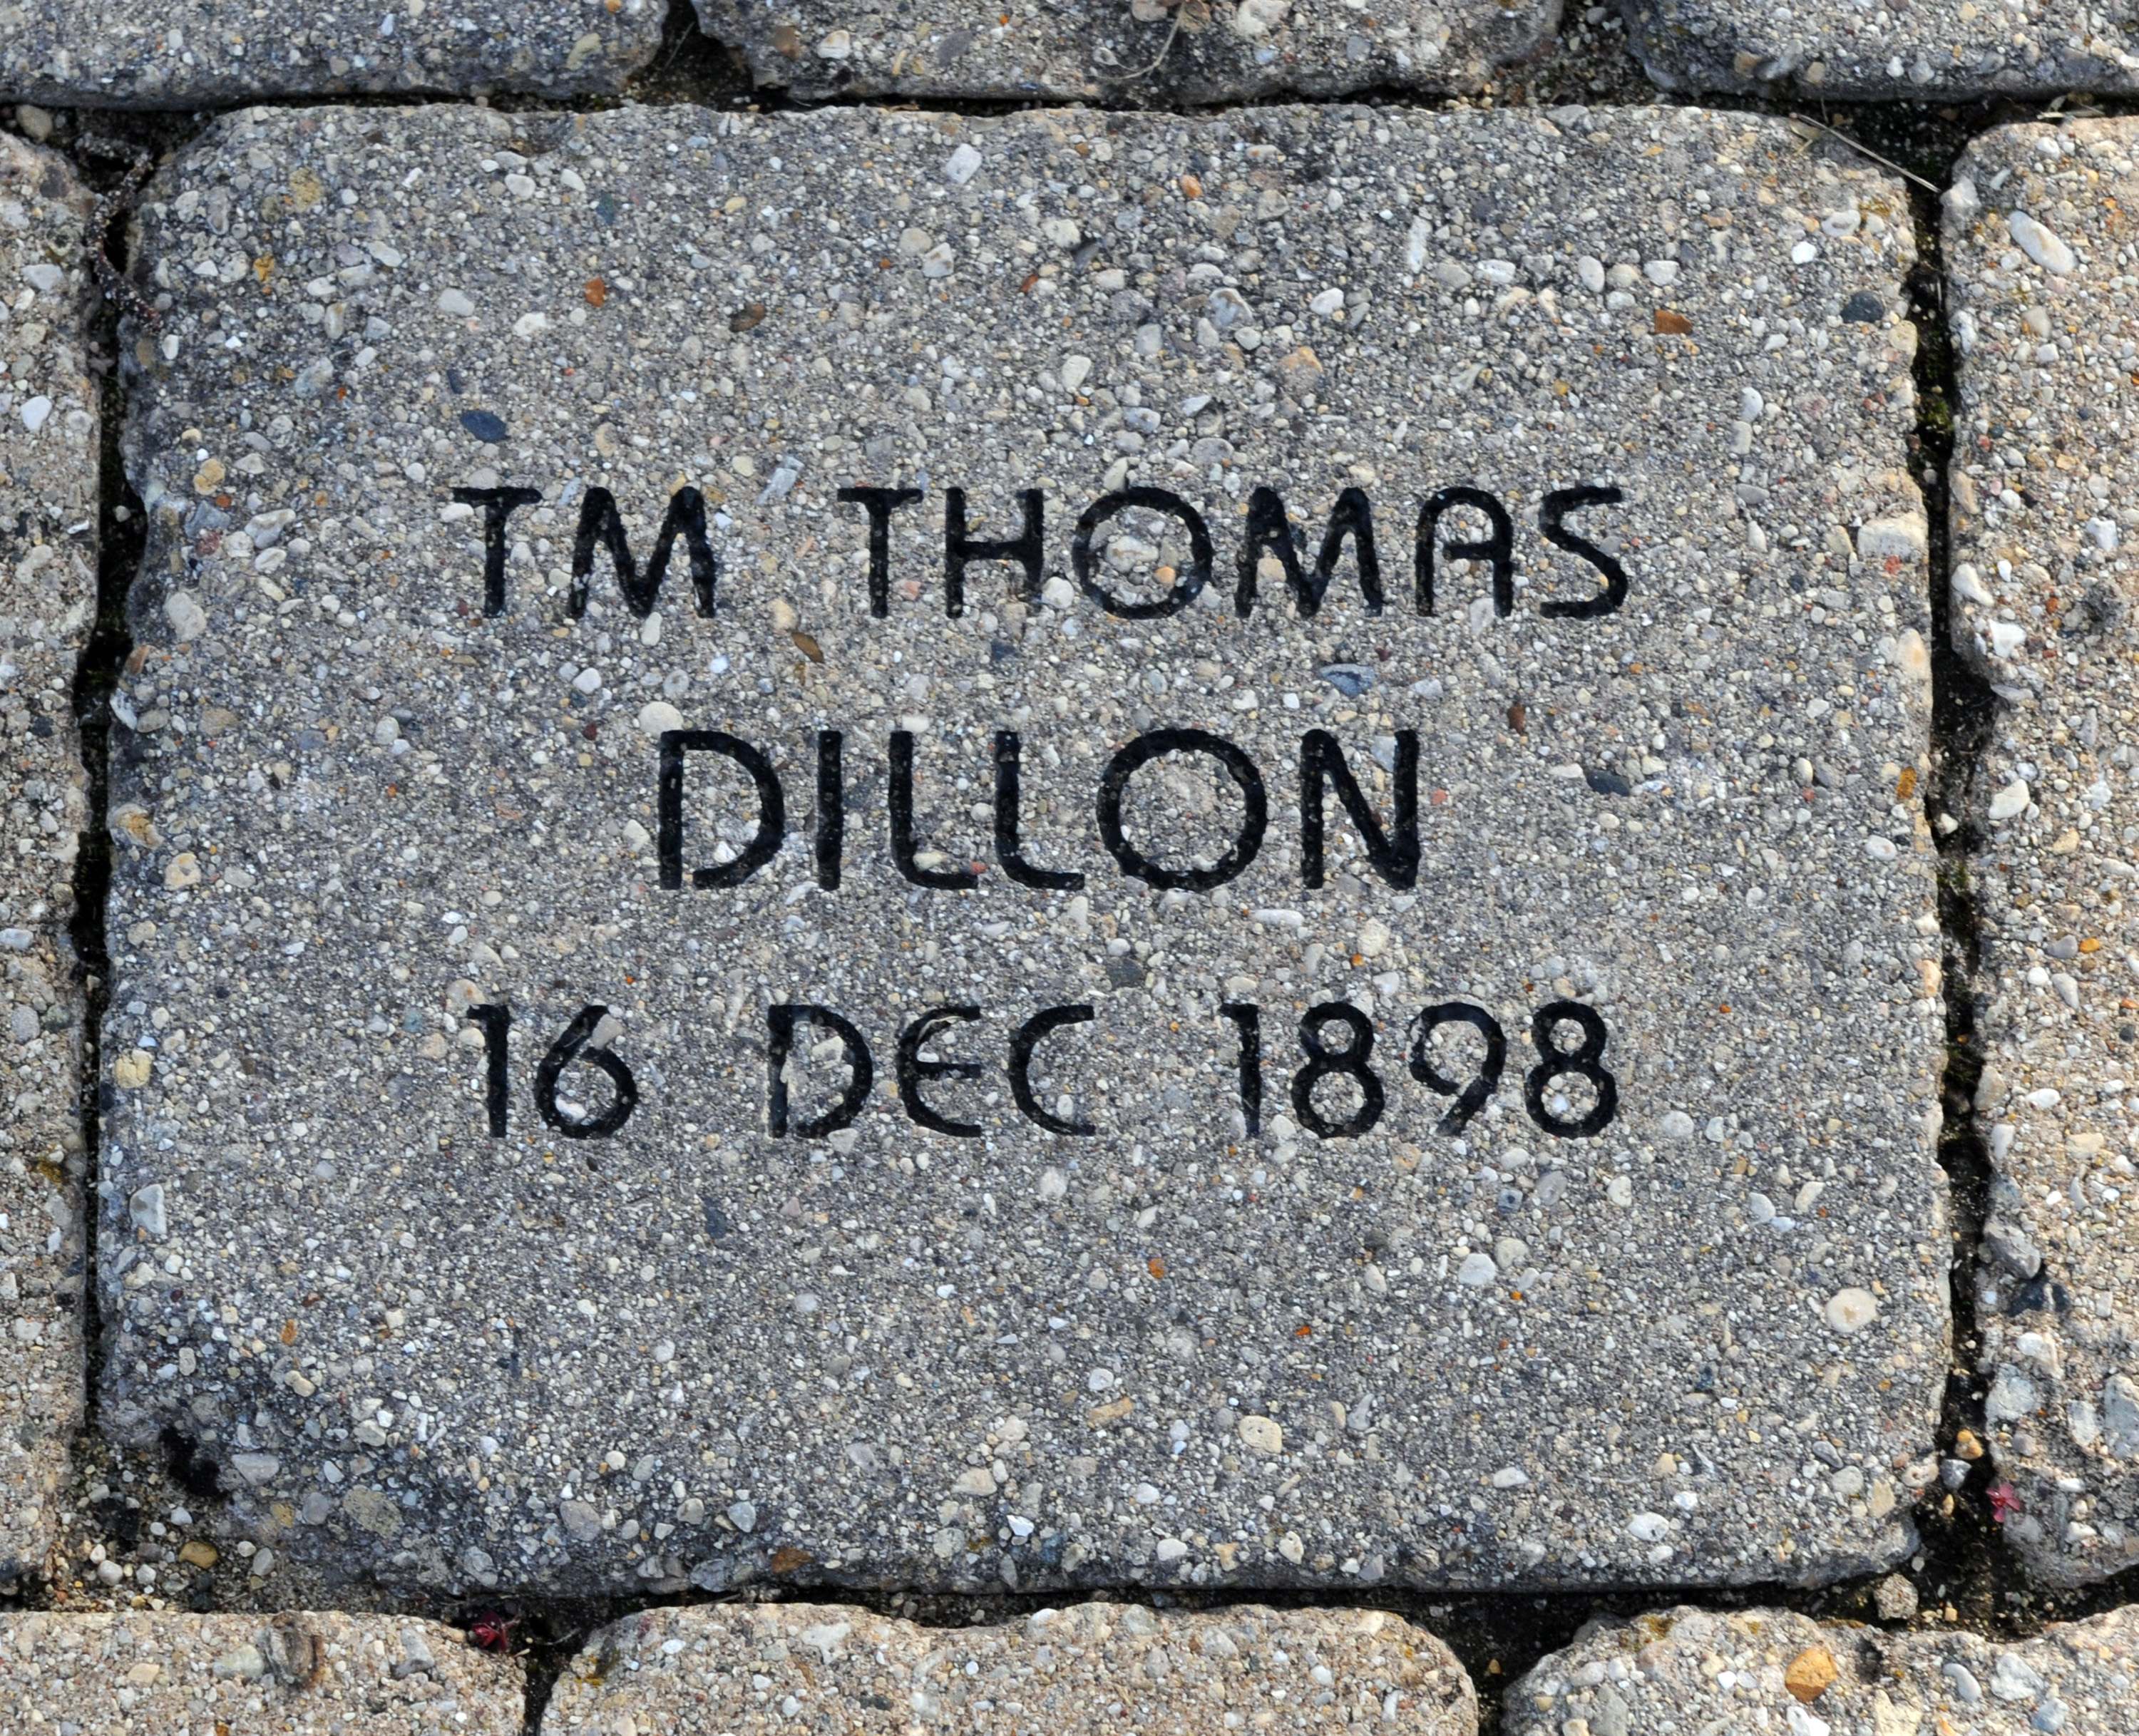 TM THOMAS
DILLON
16 DEC 1898